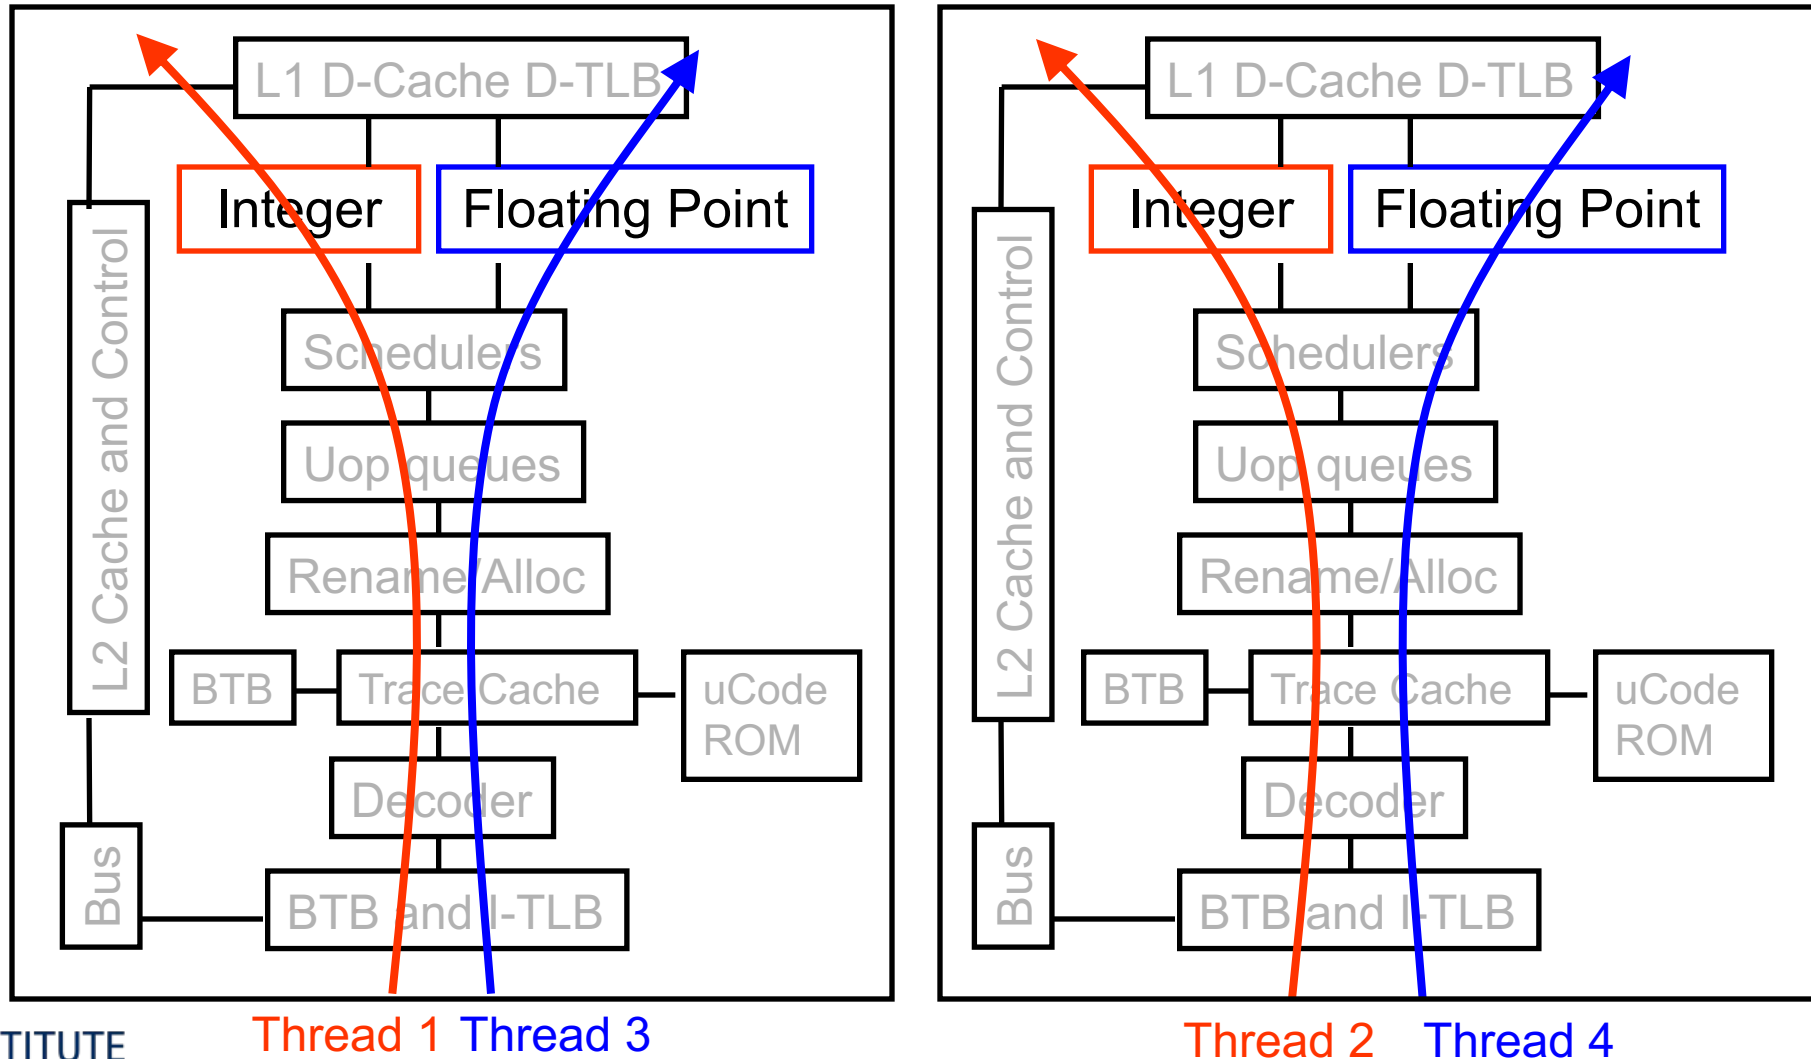 L1 D-Cache D-TLB
Integer
Floating Point
L2 Cache and Control
Schedulers
Uop queues
Rename/Alloc
BTB
Trace Cache
uCode
ROM
Decoder
Bus
BTB and I-TLB
Thread 1
Thread 3
L1 D-Cache D-TLB
Integer
Floating Point
L2 Cache and Control
Schedulers
Uop queues
Rename/Alloc
BTB
Trace Cache
uCode
ROM
Decoder
Bus
BTB and I-TLB
Thread 2
Thread 4
TITUTE